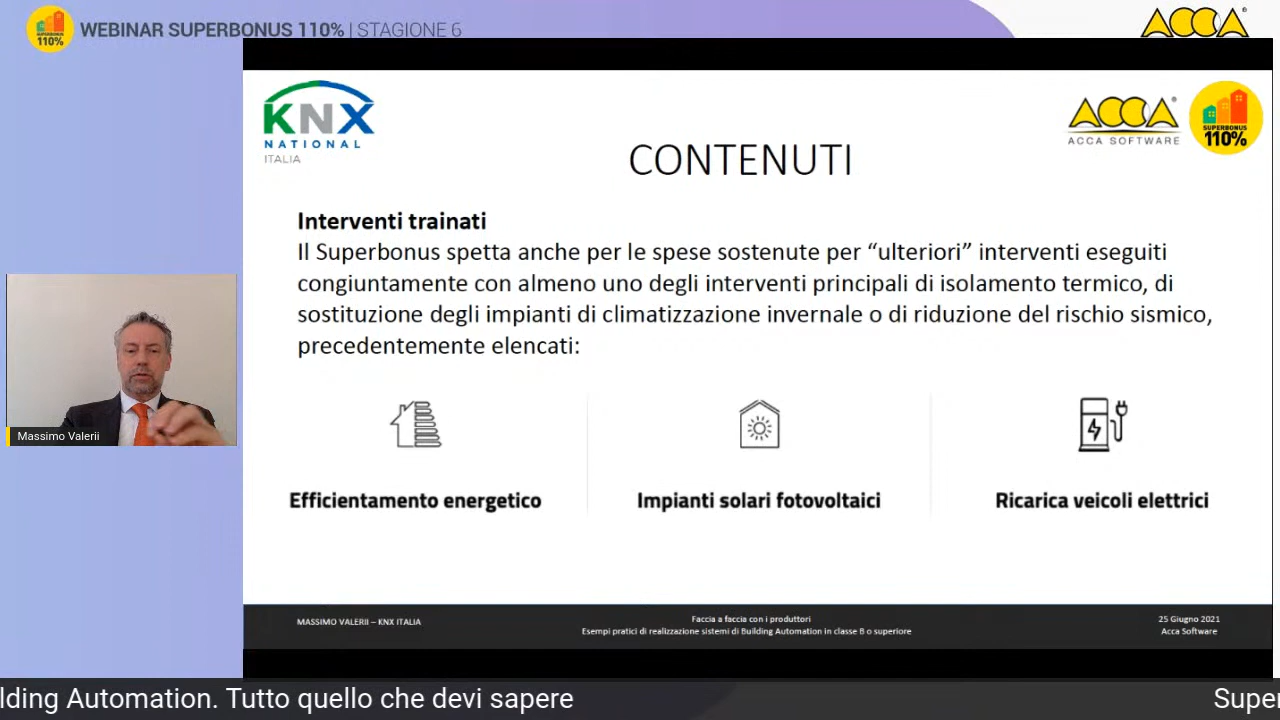 SUPERBONUS
110%
WEBINAR SUPERBONUS 110% | STAGIONE 6
ACCA
KNX
NATIONAL
ITALIA
ACCA
ACCA SOFTWARE
SUPERBONUS
110%
CONTENUTI
Interventi trainati
Il Superbonus spetta anche per le spese sostenute per “ulteriori” interventi eseguiti
congiuntamente con almeno uno degli interventi principali di isolamento termico, di
sostituzione degli impianti di climatizzazione invernale o di riduzione del rischio sismico,
precedentemente elencati:
Efficientamento energetico
Impianti solari fotovoltaici
Ricarica veicoli elettrici
Massimo Valerii
MASSIMO VALERII – KNX ITALIA
Faccia a faccia con i produttori
Esempi pratici di realizzazione sistemi di Building Automation in classe B o superiore
25 Giugno 2021
Acca Software
lding Automation. Tutto quello che devi sapere
Super